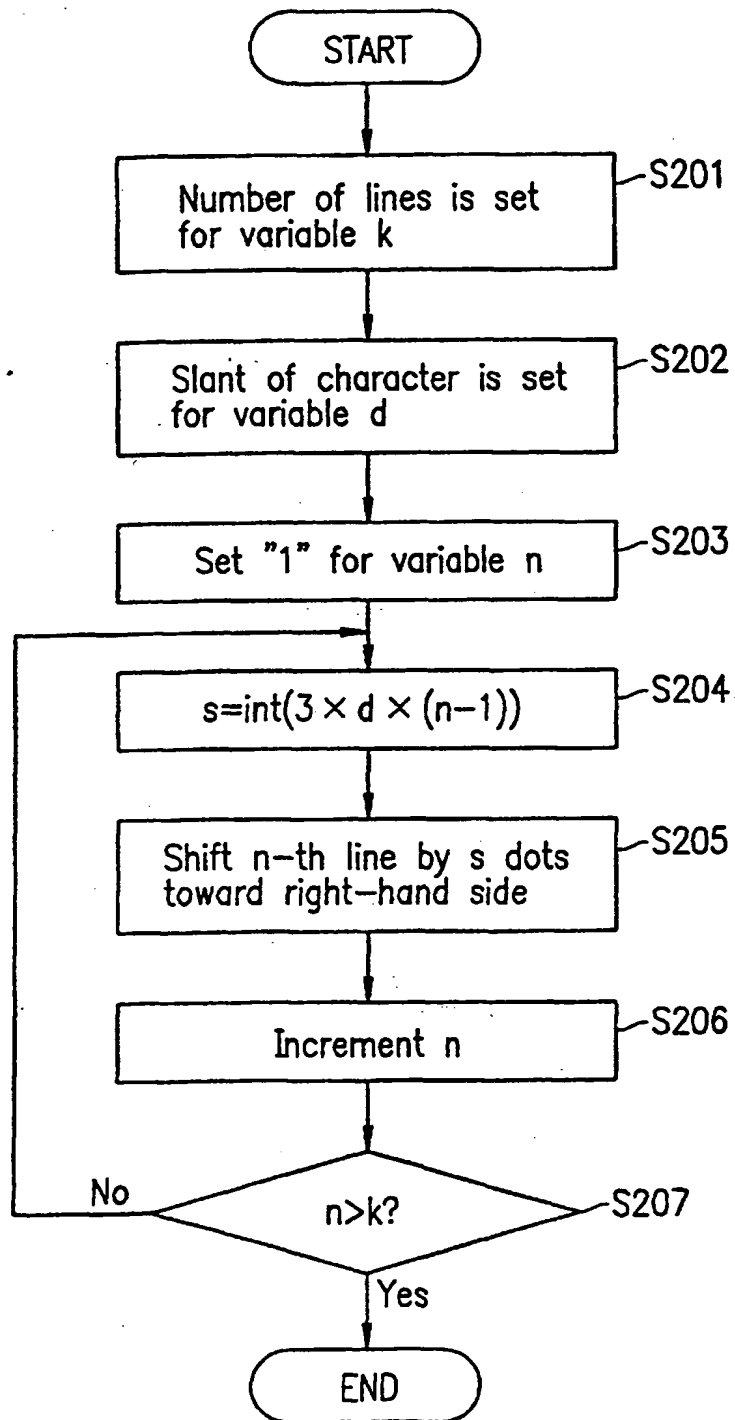 START
S201
Number of lines is set
for variable k
S202
Slant of character is set
for variable d
S203
Set "1" for variable n
S204
s=int(3 × d × (n-1))
S205
Shift n-th line by s dots
toward right-hand side
S206
Increment n
No
n>k?
S207
Yes
END